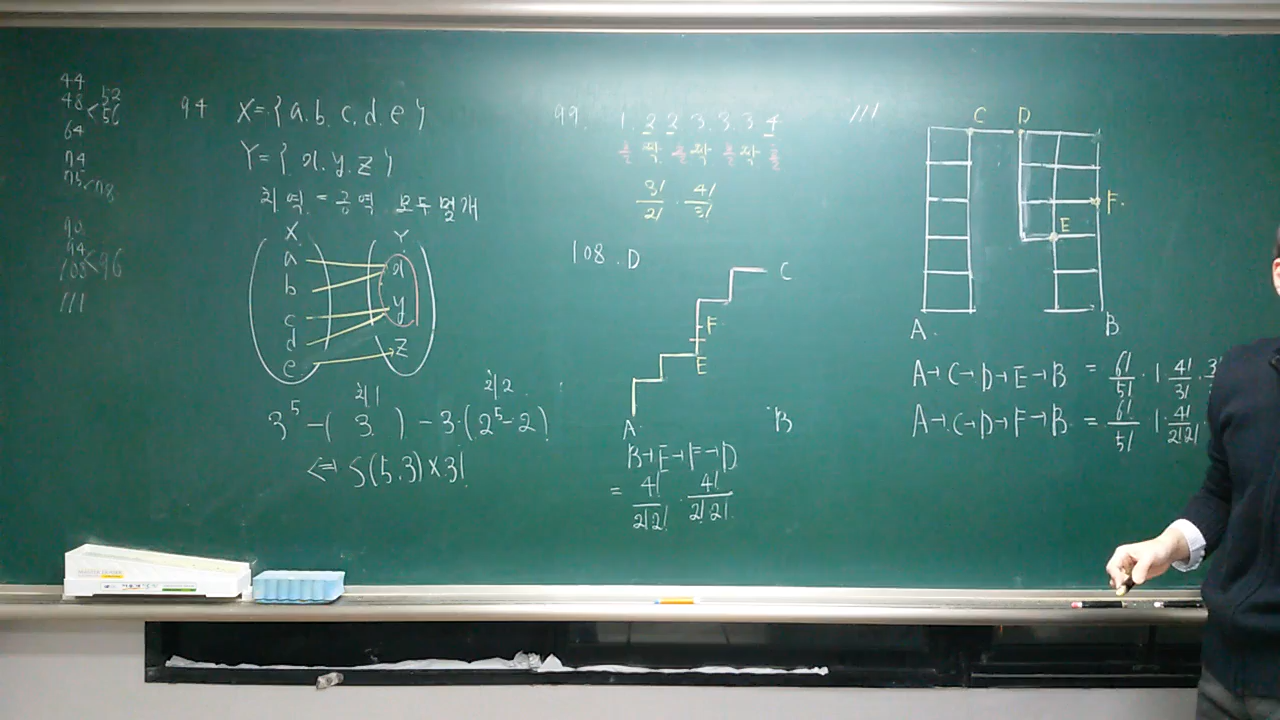 44
48 < 52
56
64
74
75 < 78
90
94
108 < 96
111
94 X = { a. b. c. d. e }
Y = { x. y. z }
치역 = 공역 모두 몇개
X Y
a x
b y
c z
d
e
치1 치2
3⁵ - ( 3 ) - 3·(2⁵-2)
⇔ S(5.3) × 3!
99. 1. 2 2 3. 3. 3 4
홀 짝 홀 짝 홀 짝 홀
3!/2! · 4!/3!
108. D
C
F
E
A
B
B→E→F→D
= 4!/2!2! · 4!/2!2!
111
C D
F.
E
A B
A→C→D→E→B = 6!/5! · 1 · 4!/3! · 3!
A→C→D→F→B = 6!/5! · 1 · 4!/2!2! ·